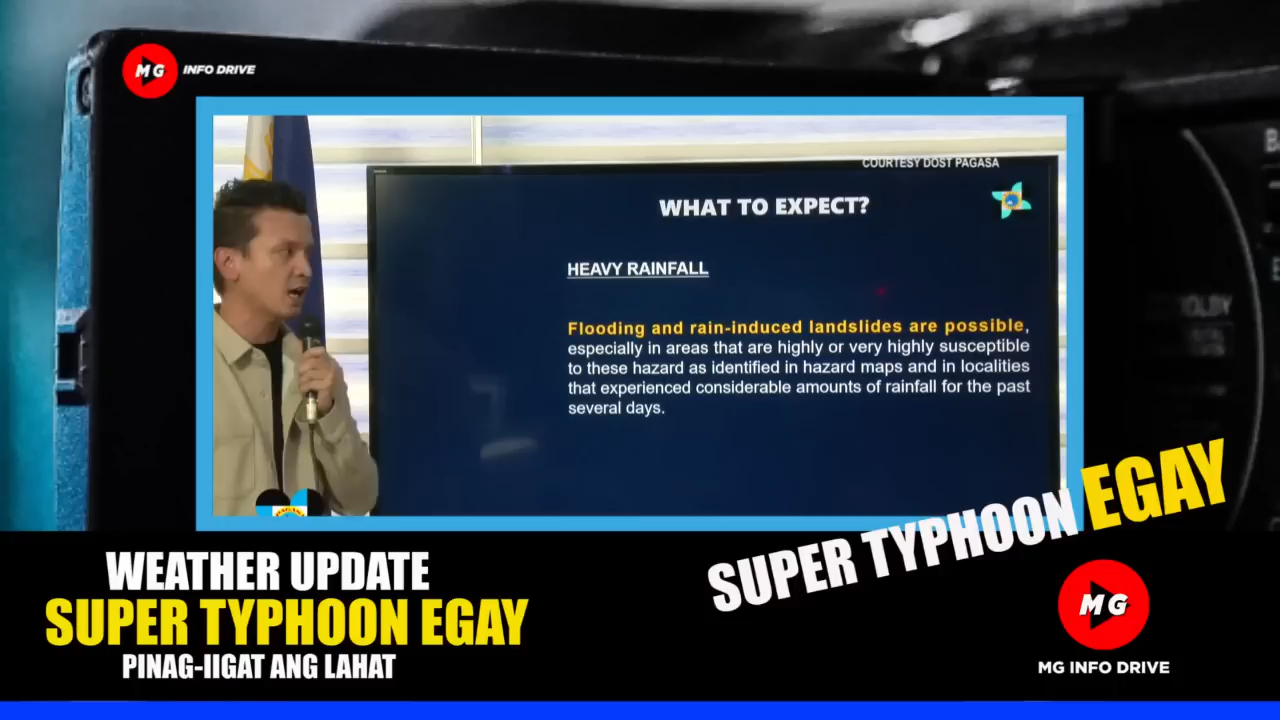 MG INFO DRIVE
COURTESY DOST PAGASA
WHAT TO EXPECT?
HEAVY RAINFALL
Flooding and rain-induced landslides are possible,
especially in areas that are highly or very highly susceptible
to these hazard as identified in hazard maps and in localities
that experienced considerable amounts of rainfall for the past
several days.
SUPER TYPHOON EGAY
WEATHER UPDATE
SUPER TYPHOON EGAY
PINAG-IIGAT ANG LAHAT
MG
MG INFO DRIVE